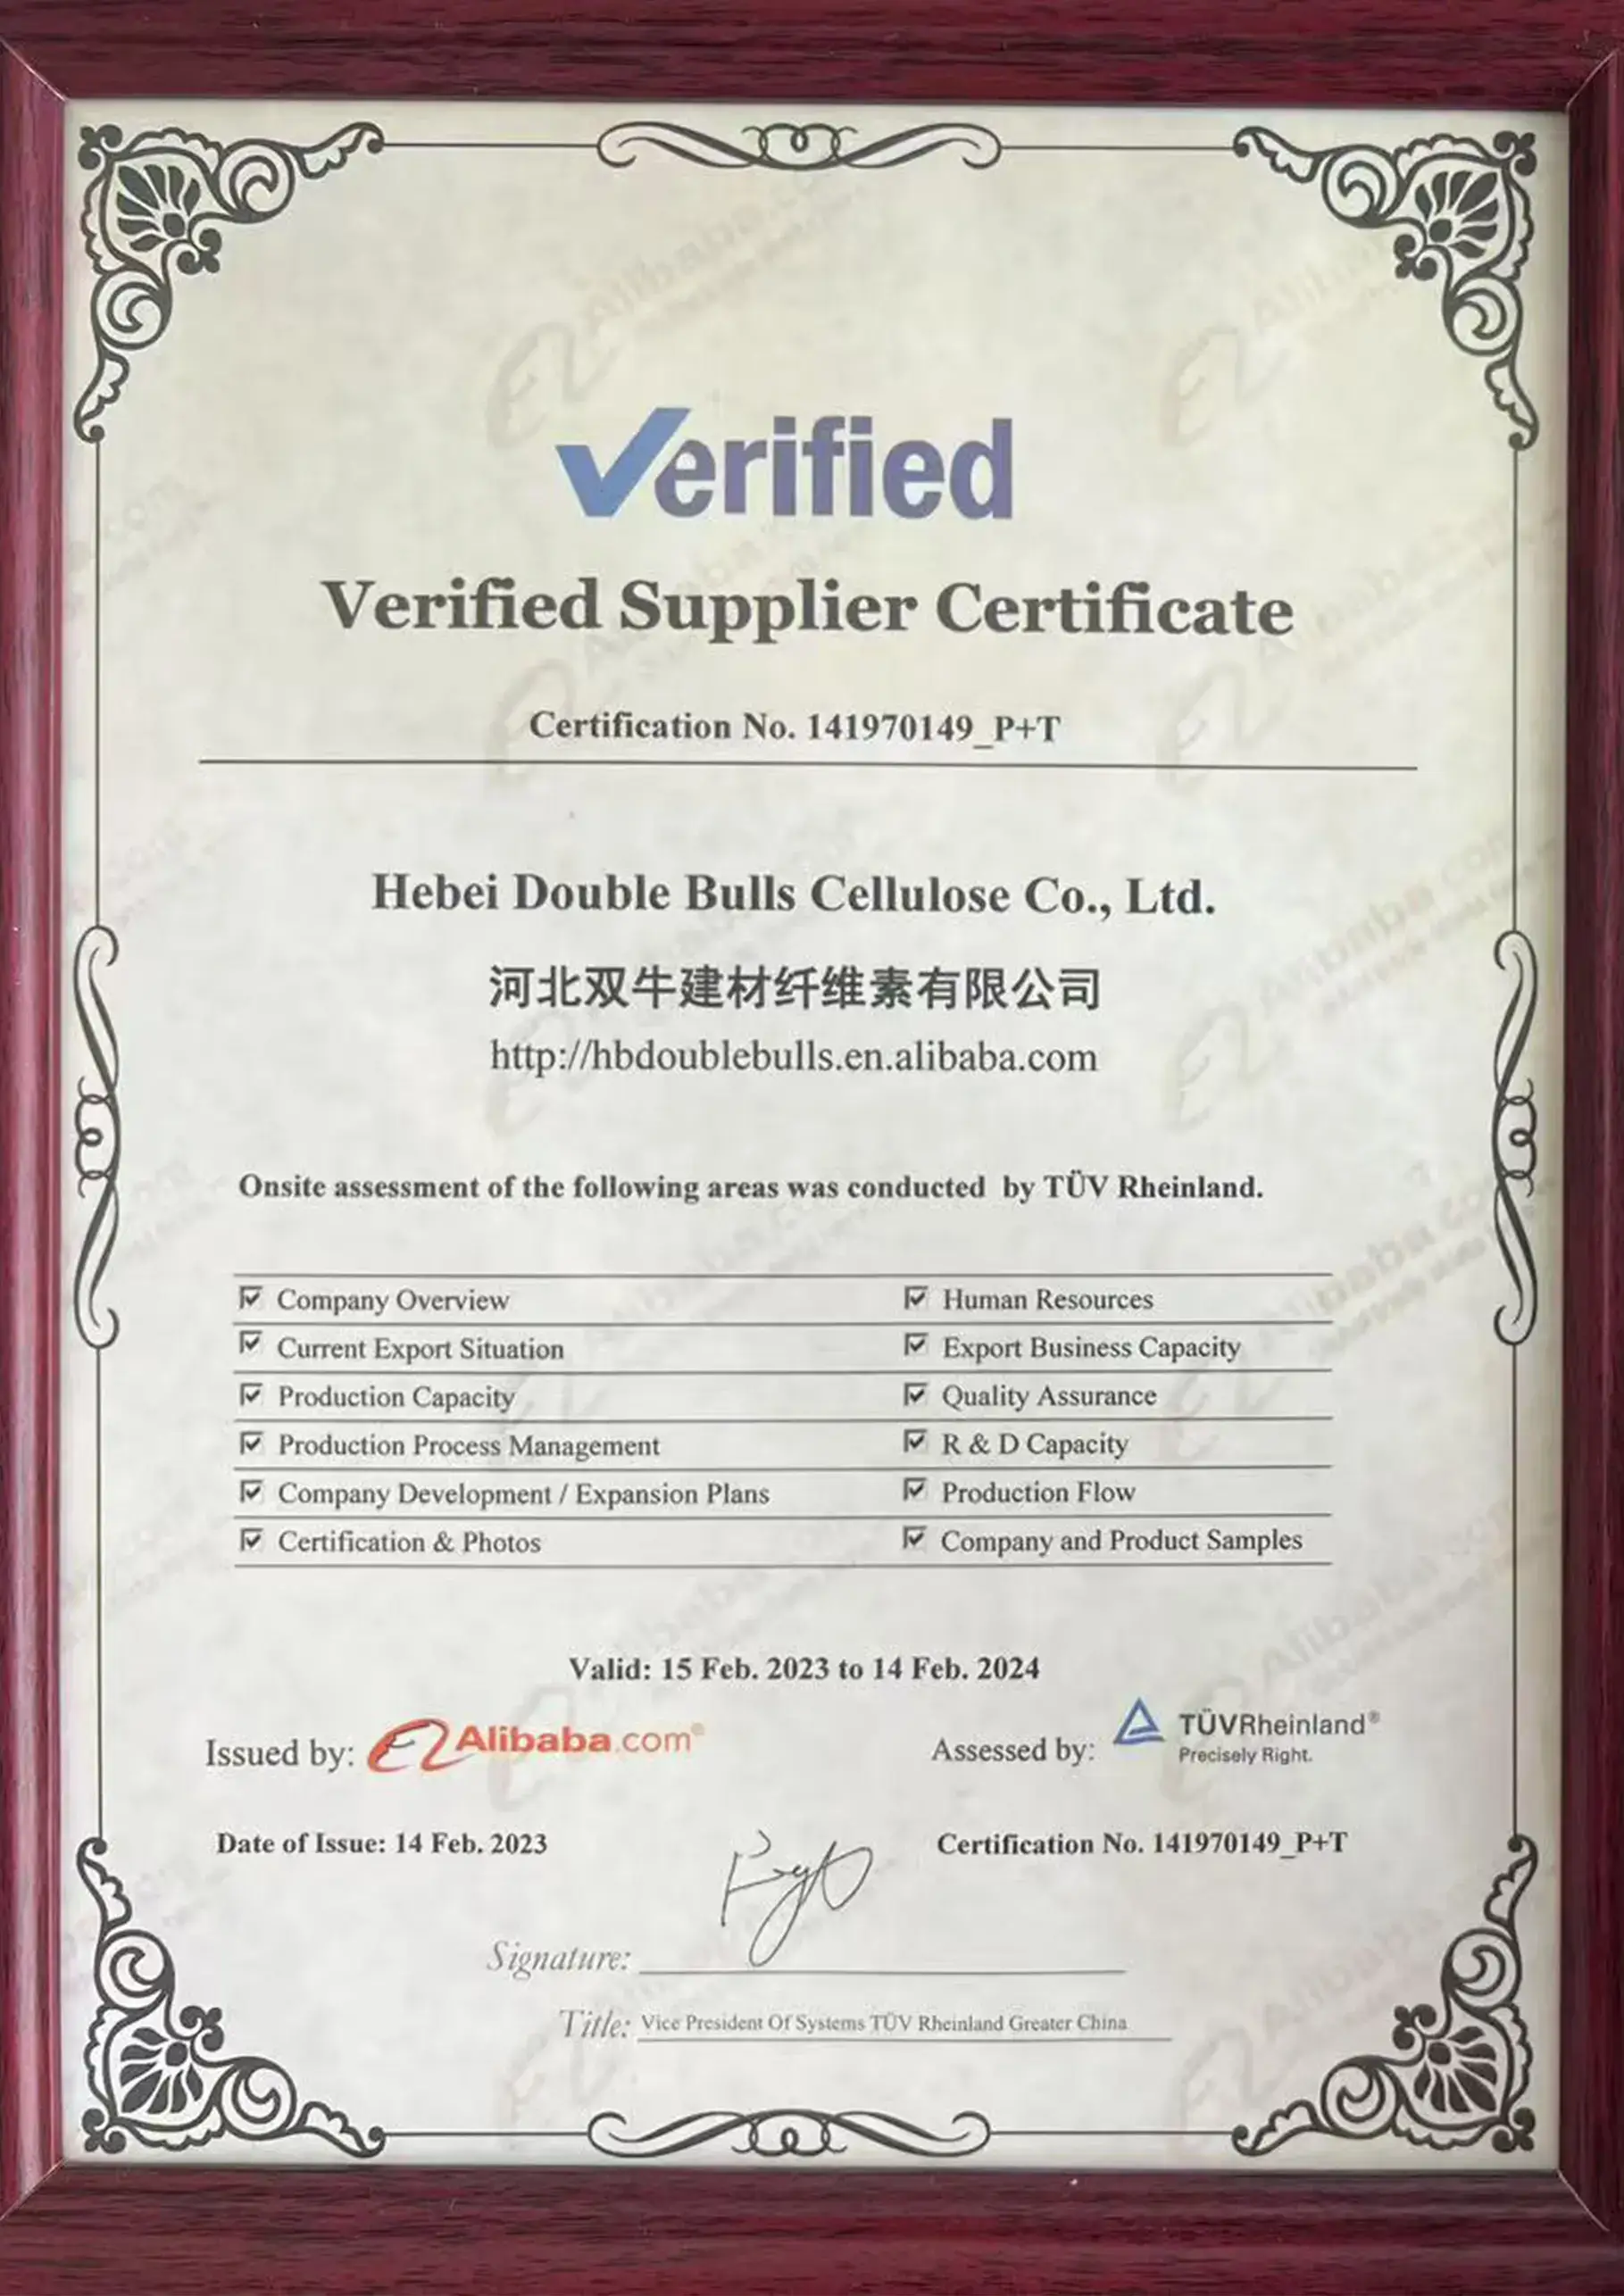 Verified
Verified Supplier Certificate
Certification No. 141970149_P+T
Hebei Double Bulls Cellulose Co., Ltd.
河北双牛建材纤维素有限公司
http://hbdoublebulls.en.alibaba.com
Onsite assessment of the following areas was conducted by TÜV Rheinland.
Company Overview
Human Resources
Current Export Situation
Export Business Capacity
Production Capacity
Quality Assurance
Production Process Management
R & D Capacity
Company Development / Expansion Plans
Production Flow
Certification & Photos
Company and Product Samples
Valid: 15 Feb. 2023 to 14 Feb. 2024
Issued by: Alibaba.com®
Assessed by: TÜVRheinland®
Precisely Right.
Date of Issue: 14 Feb. 2023
Certification No. 141970149_P+T
Signature:
Title: Vice President Of Systems TÜV Rheinland Greater China